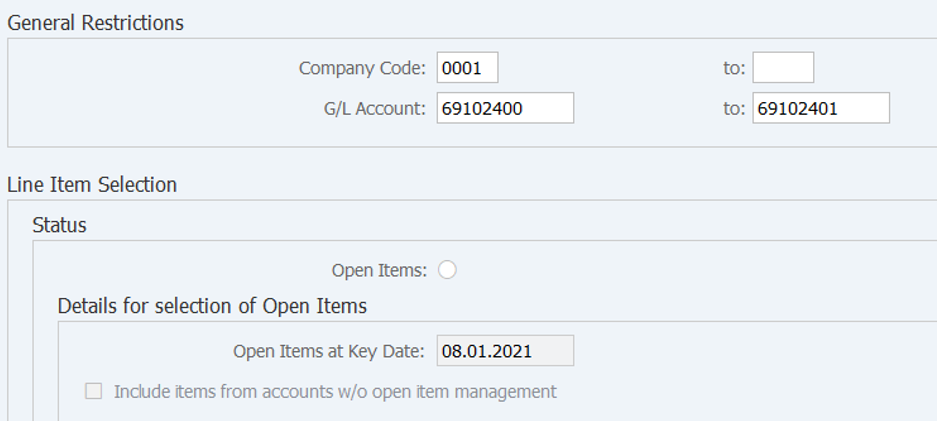 General Restrictions
Company Code: 0001 to:
G/L Account: 69102400 to: 69102401
Line Item Selection
Status
Open Items:
Details for selection of Open Items
Open Items at Key Date: 08.01.2021
Include items from accounts w/o open item management